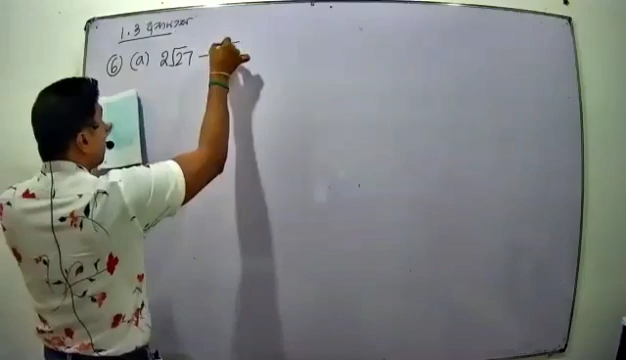 1.3
⑥ (a) 2√27 –